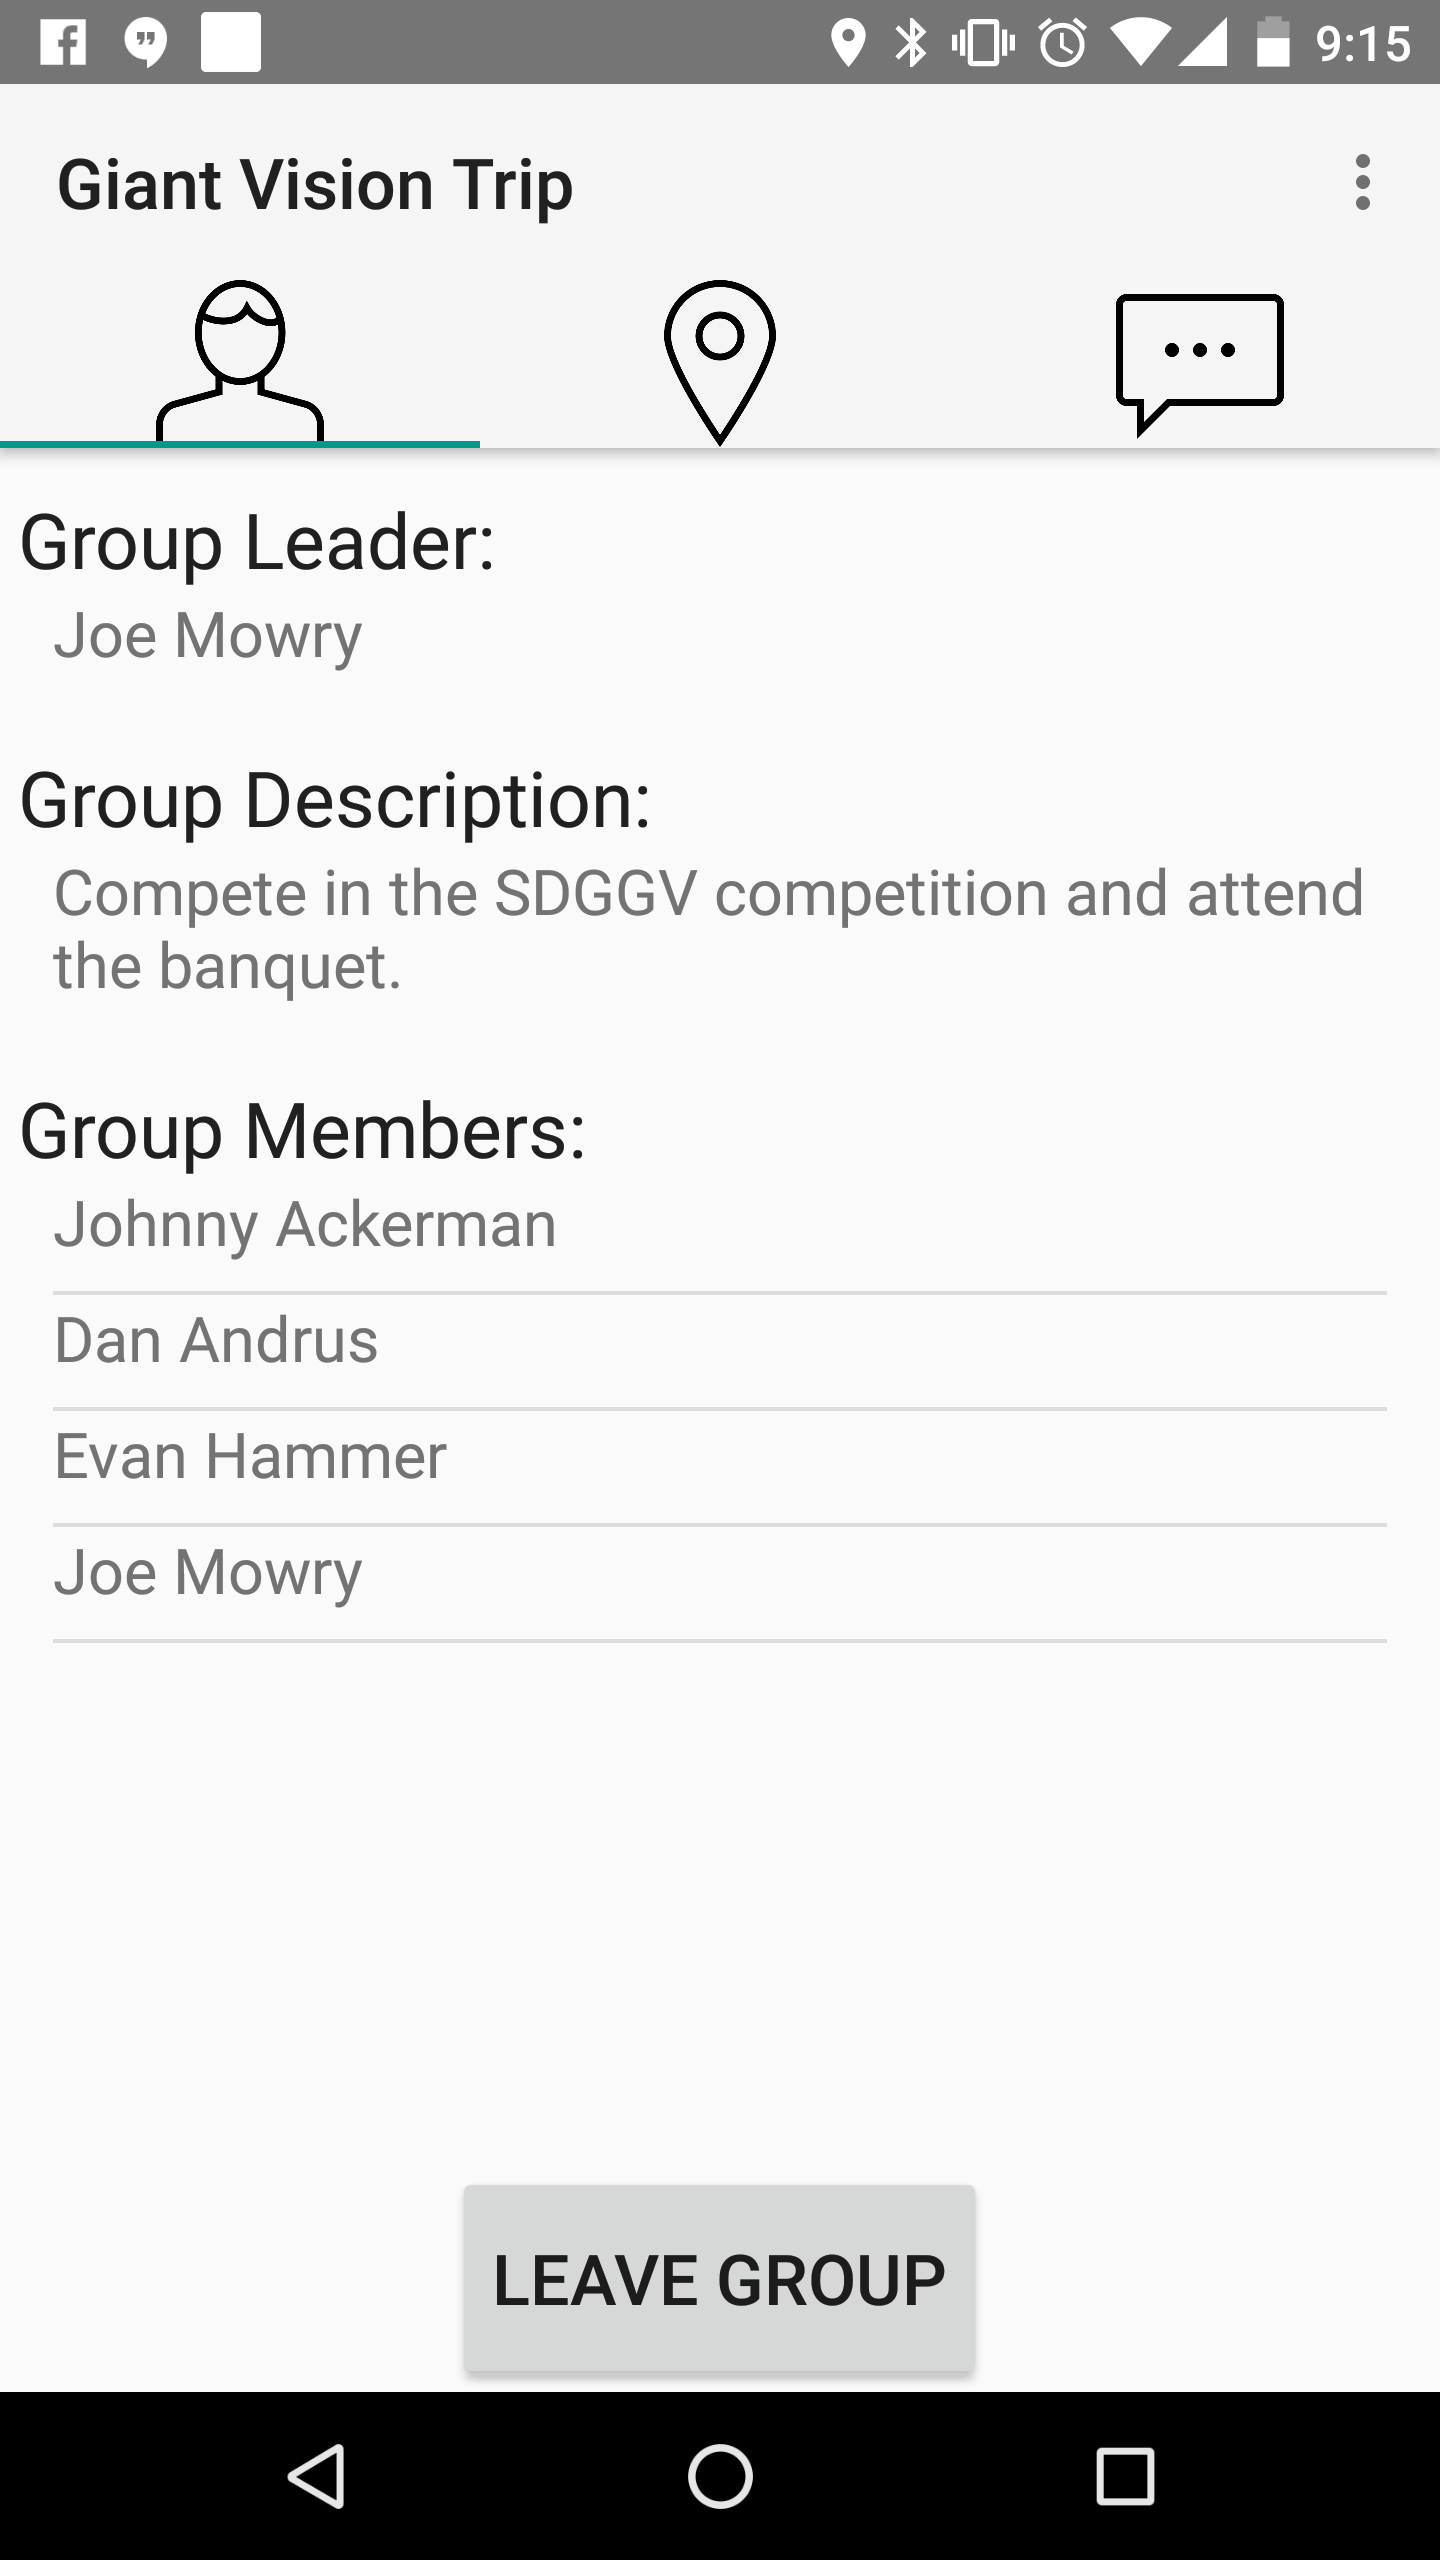 9:15
Giant Vision Trip
Group Leader:
Joe Mowry
Group Description:
Compete in the SDGGV competition and attend
the banquet.
Group Members:
Johnny Ackerman
Dan Andrus
Evan Hammer
Joe Mowry
LEAVE GROUP